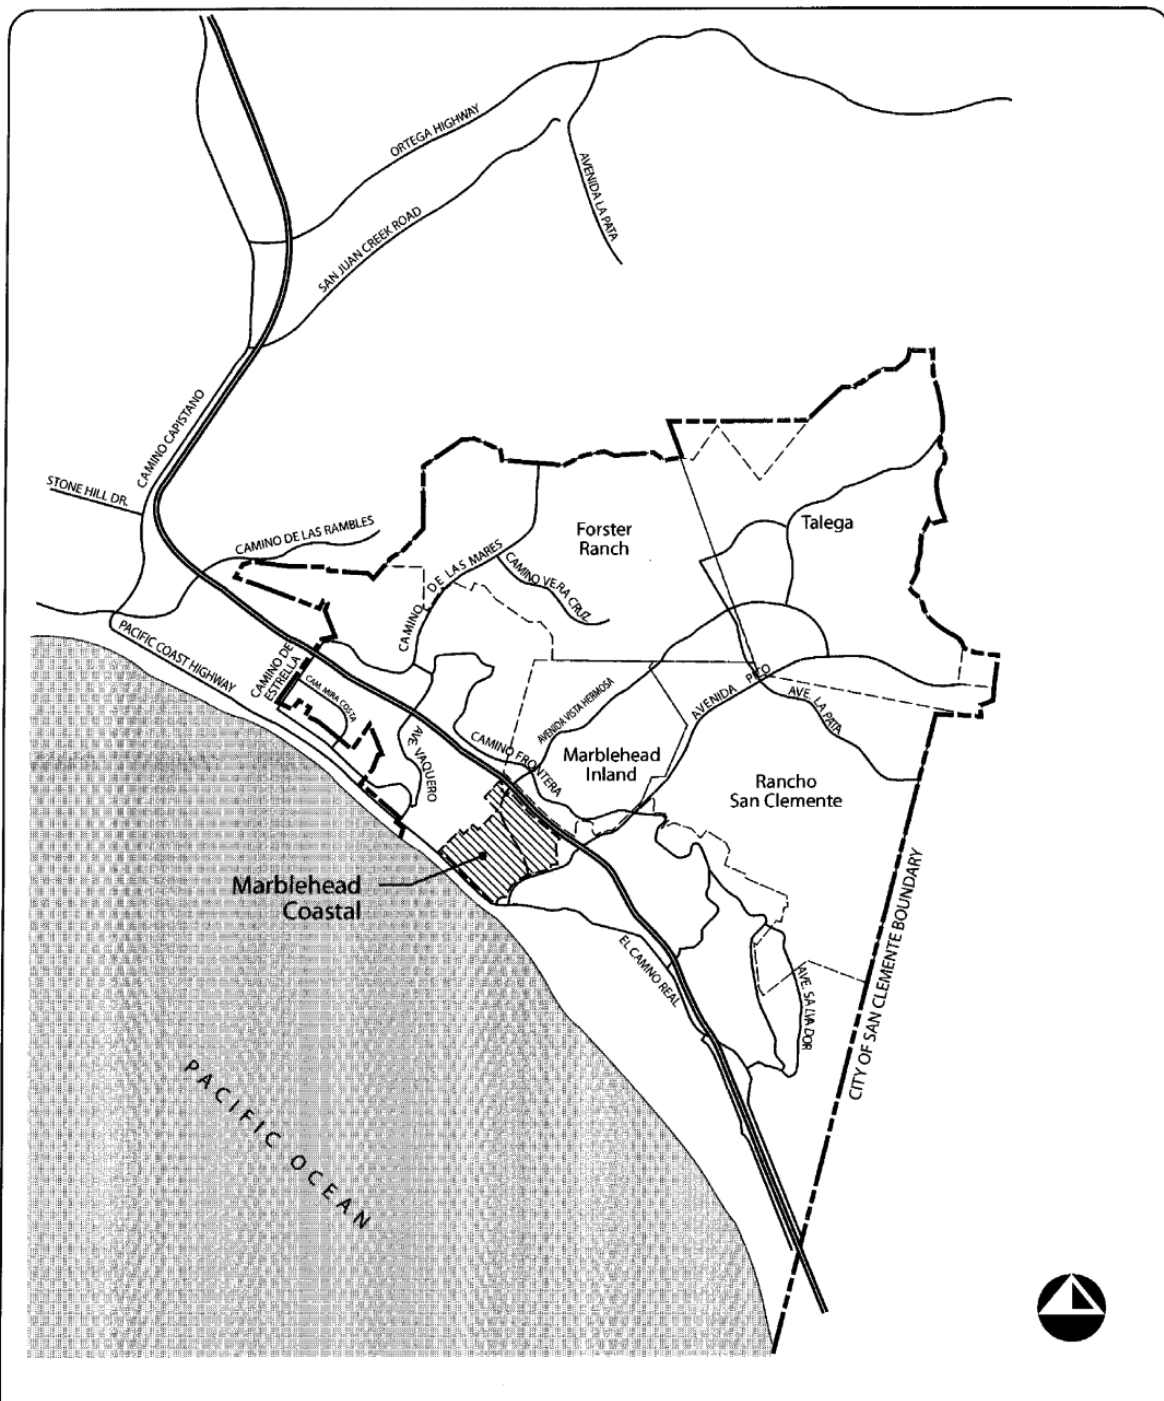 ORTEGA HIGHWAY
AVENIDA LA PATA
SAN JUAN CREEK ROAD
CAMINO CAPISTANO
STONE HILL DR.
CAMINO DE LAS RAMBLES
Forster
Ranch
Talega
CAMINO DE LAS MARES
CAMINO VERA CRUZ
PACIFIC COAST HIGHWAY
CAMINO DE
ESTRELLA
CAM. MIRA COSTA
AVE. VAQUERO
CAMINO FRONTERA
AVENIDA VISTA HERMOSA
AVENIDA PICO
AVE. LA PATA
Marblehead
Inland
Rancho
San Clemente
Marblehead
Coastal
EL CAMNO REAL
AVE. SALVADOR
CITY OF SAN CLEMENTE BOUNDARY
PACIFIC OCEAN